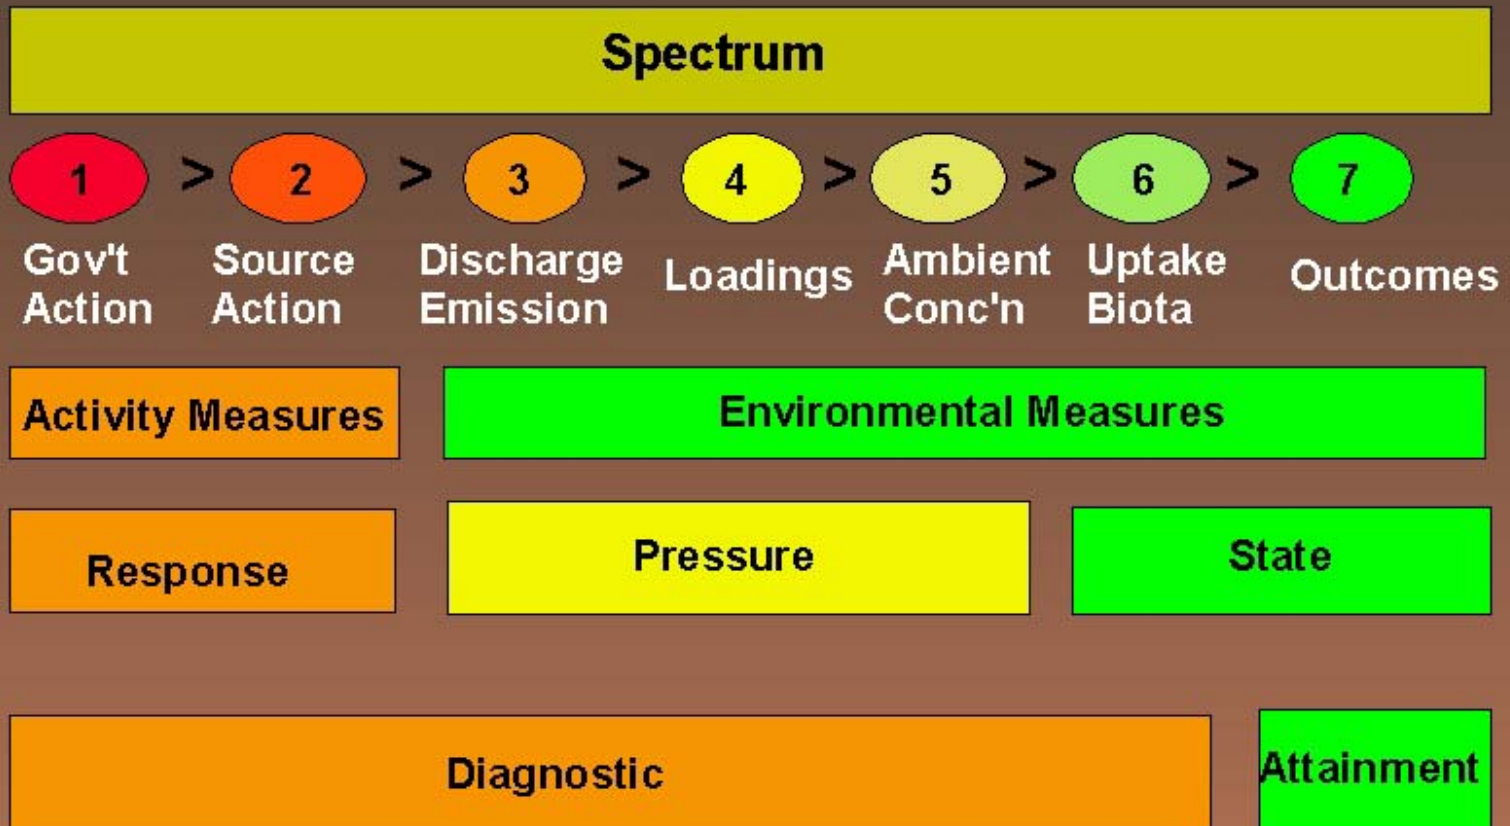 Spectrum
1 > 2 > 3 > 4 > 5 > 6 > 7
Gov't Source Discharge Loadings Ambient Uptake Outcomes
Action Action Emission Conc'n Biota
Activity Measures Environmental Measures
Response Pressure State
Diagnostic Attainment